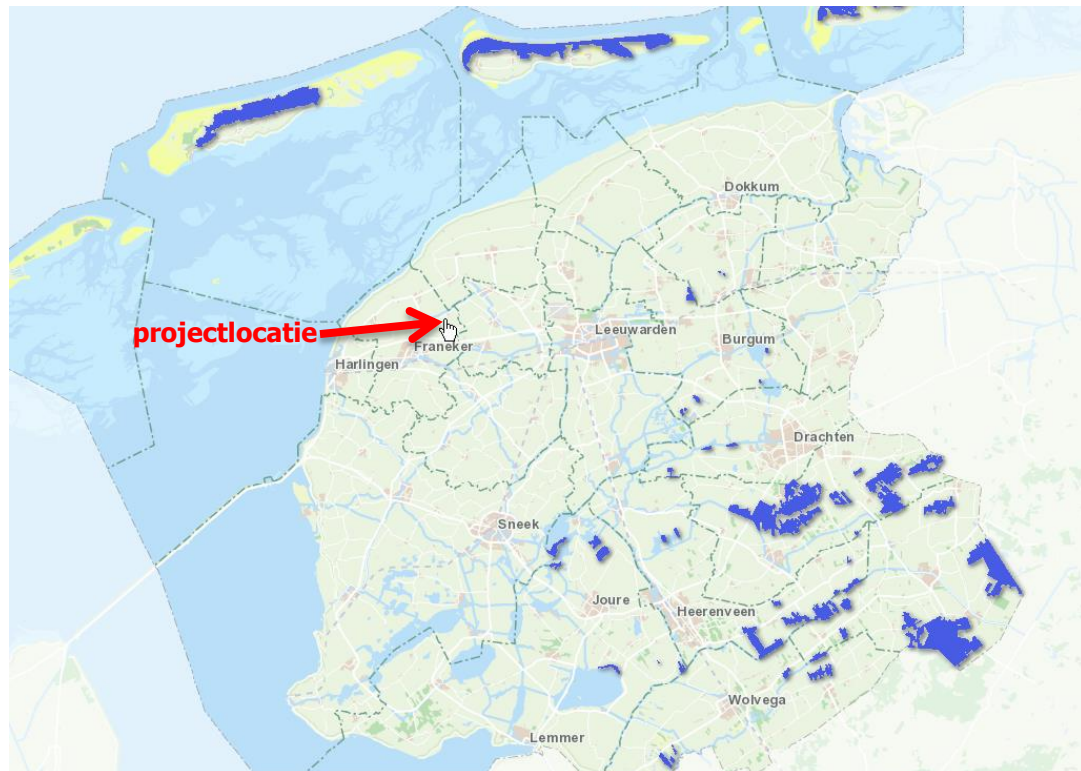 Dokkum
projectlocatie
Leeuwarden
Burgum
Franeker
Harlingen
Drachten
Sneek
Joure
Heerenveen
Wolvega
Lemmer